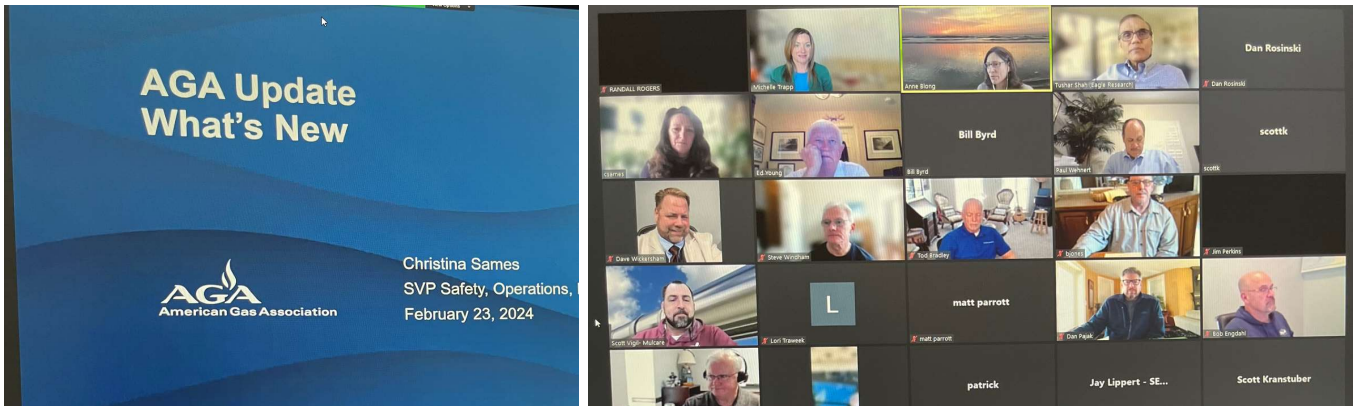 AGA Update
What's New
AGA
American Gas Association
Christina Sames
SVP Safety, Operations,
February 23, 2024
RANDALL ROGERS
Michelle Trapp
Anne Blong
Tushar Shah (Eagle Research)
Dan Rosinski
Dan Rosinski
csames
Ed Young
Bill Byrd
Bill Byrd
Paul Wehnert
scottk
scottk
Dave Wickersham
Steve Windham
Tod Bradley
bjones
Jim Perkins
Scott Vigil- Mulcare
L
Lori Traweek
matt parrott
matt parrott
Dan Pajak
Bob Engdahl
patrick
Jay Lippert - SE...
Scott Kranstuber